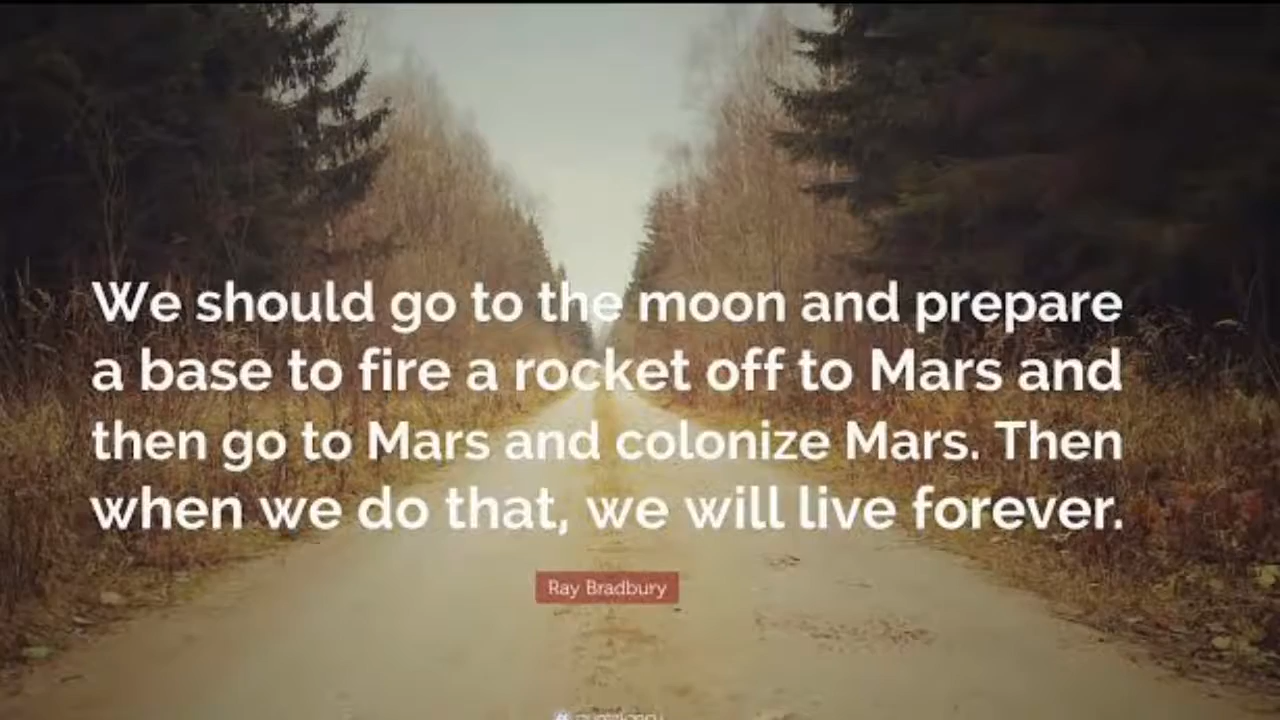 We should go to the moon and prepare
a base to fire a rocket off to Mars and
then go to Mars and colonize Mars. Then
when we do that, we will live forever.
Ray Bradbury